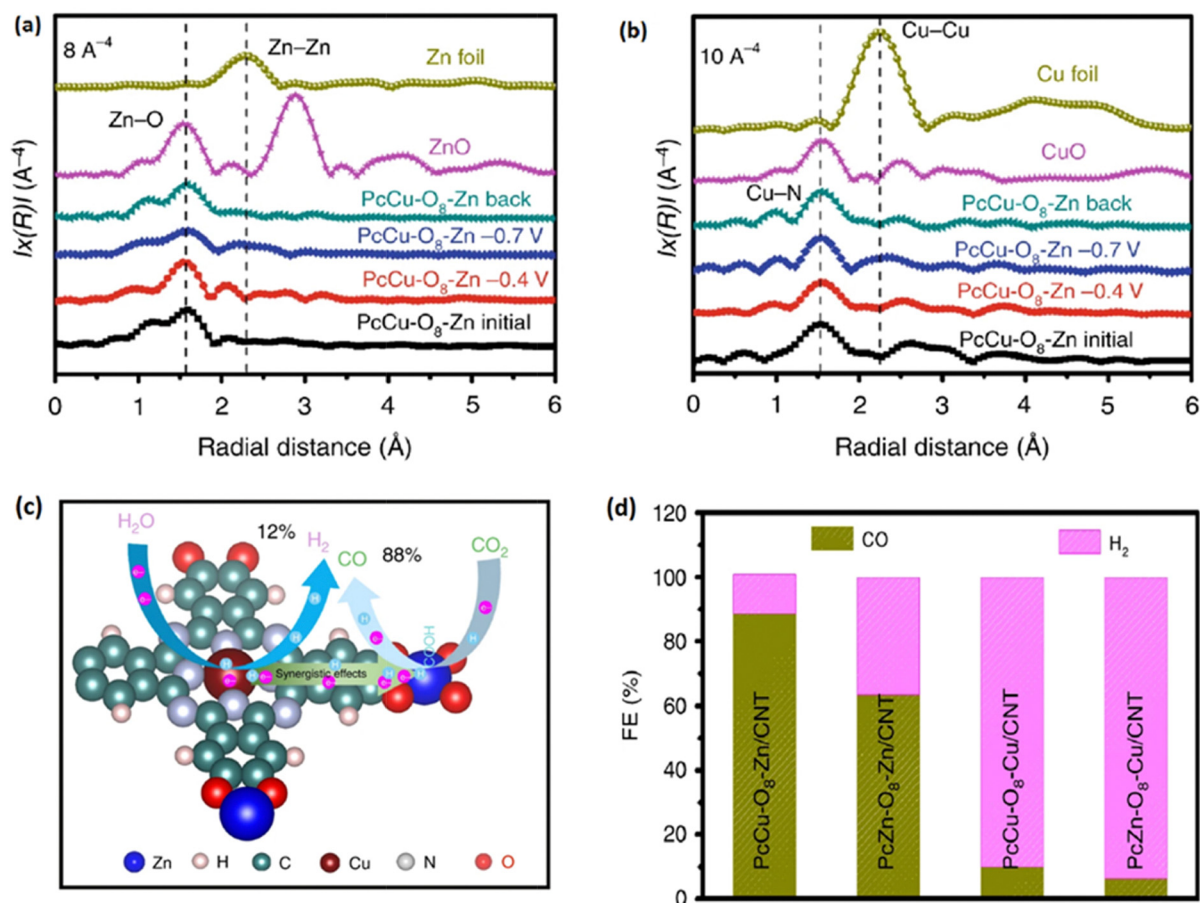 (a)
8 A⁻⁴
Zn–Zn
Zn foil
Zn–O
ZnO
PcCu-O₈-Zn back
PcCu-O₈-Zn –0.7 V
PcCu-O₈-Zn –0.4 V
PcCu-O₈-Zn initial
Ix(R)I (A⁻⁴)
0 1 2 3 4 5 6
Radial distance (Å)
(b)
10 A⁻⁴
Cu–Cu
Cu foil
CuO
Cu–N
PcCu-O₈-Zn back
PcCu-O₈-Zn –0.7 V
PcCu-O₈-Zn –0.4 V
PcCu-O₈-Zn initial
Ix(R)I (A⁻⁴)
0 1 2 3 4 5 6
Radial distance (Å)
(c)
H₂O
12%
H₂
CO
88%
CO₂
COOH
Synergistic effects
Zn H C Cu N O
(d)
120
100
80
60
40
20
0
FE (%)
CO
H₂
PcCu-O₈-Zn/CNT
PcZn-O₈-Zn/CNT
PcCu-O₈-Cu/CNT
PcZn-O₈-Cu/CNT